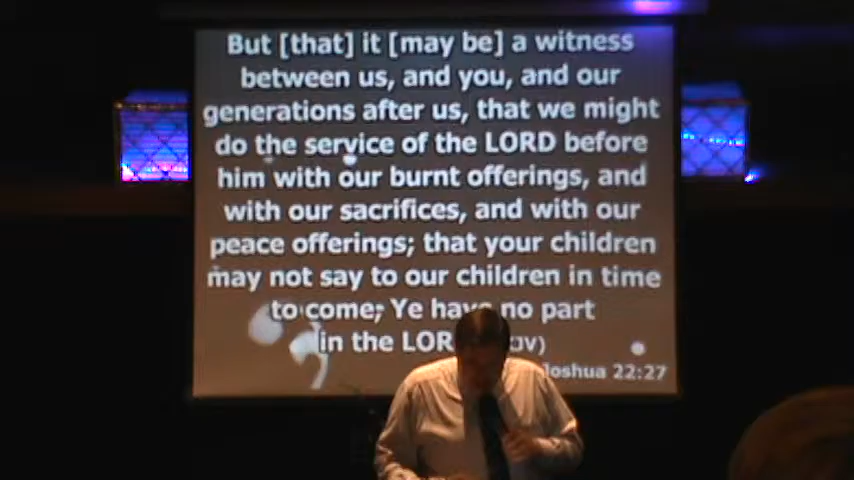 But [that] it [may be] a witness
between us, and you, and our
generations after us, that we might
do the service of the LORD before
him with our burnt offerings, and
with our sacrifices, and with our
peace offerings; that your children
may not say to our children in time
to come, Ye have no part
in the LOR JV)
Joshua 22:27